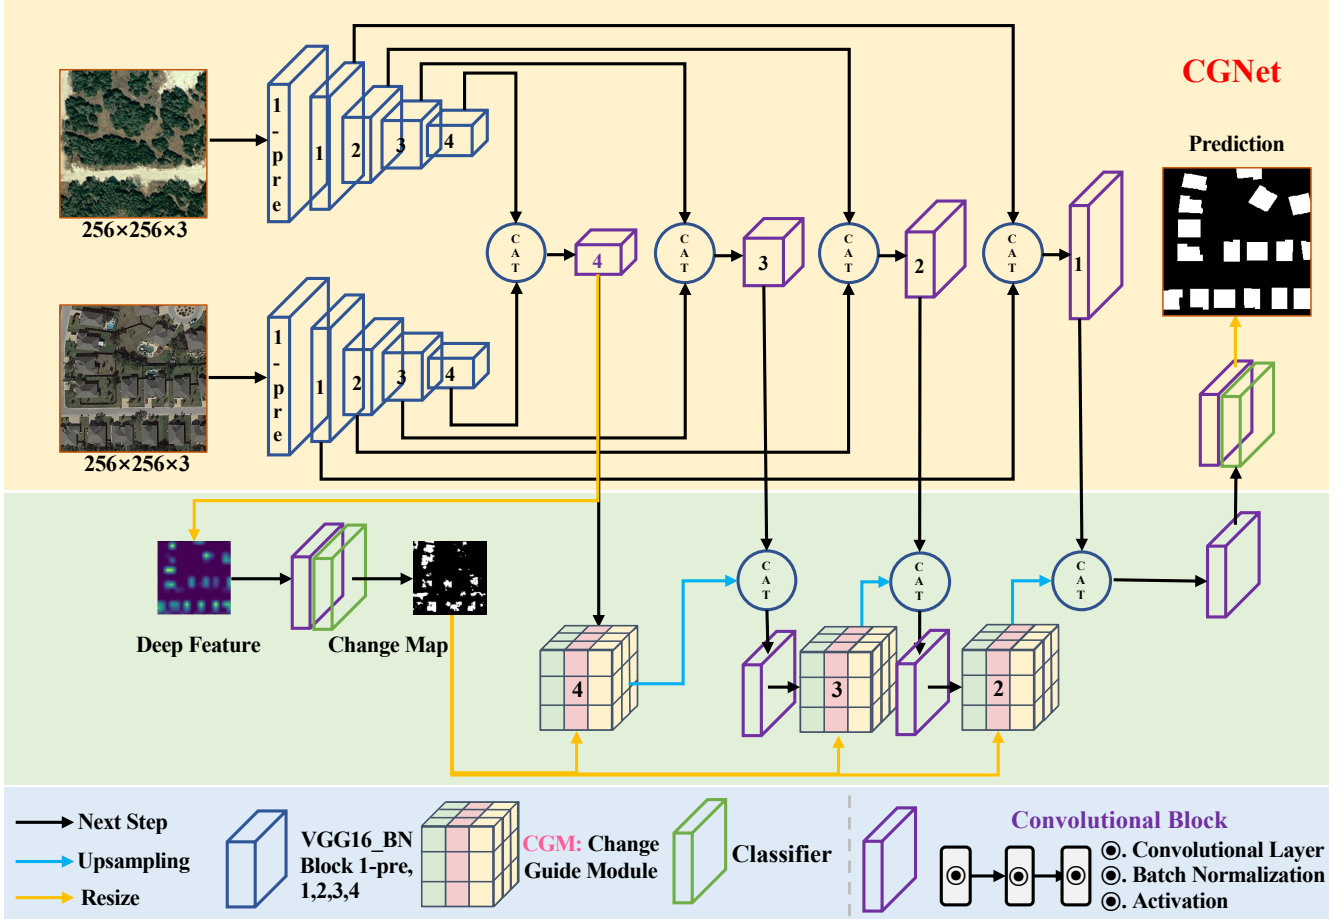 CGNet
1-pre
1
2
3
4
256×256×3
CAT
4
CAT
3
CAT
2
CAT
1
Prediction
1-pre
1
2
3
4
256×256×3
Deep Feature
Change Map
CAT
CAT
CAT
4
3
2
Next Step
Upsampling
Resize
VGG16_BN
Block 1-pre,
1,2,3,4
CGM: Change
Guide Module
Classifier
Convolutional Block
. Convolutional Layer
. Batch Normalization
. Activation